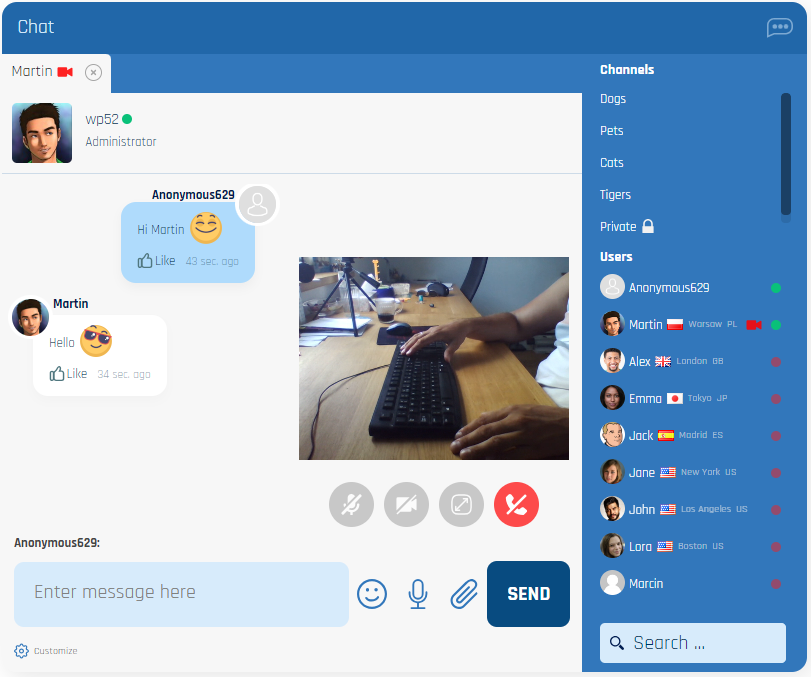 Chat
Martin
wp52
Administrator
Anonymous629
Hi Martin
Like 43 sec. ago
Martin
Hello
Like 34 sec. ago
Anonymous629:
Enter message here
SEND
Customize
Channels
Dogs
Pets
Cats
Tigers
Private
Users
Anonymous629
Martin Warsaw PL
Alex London GB
Emma Tokyo JP
Jack Madrid ES
Jane New York US
John Los Angeles US
Lora Boston US
Marcin
Search ...